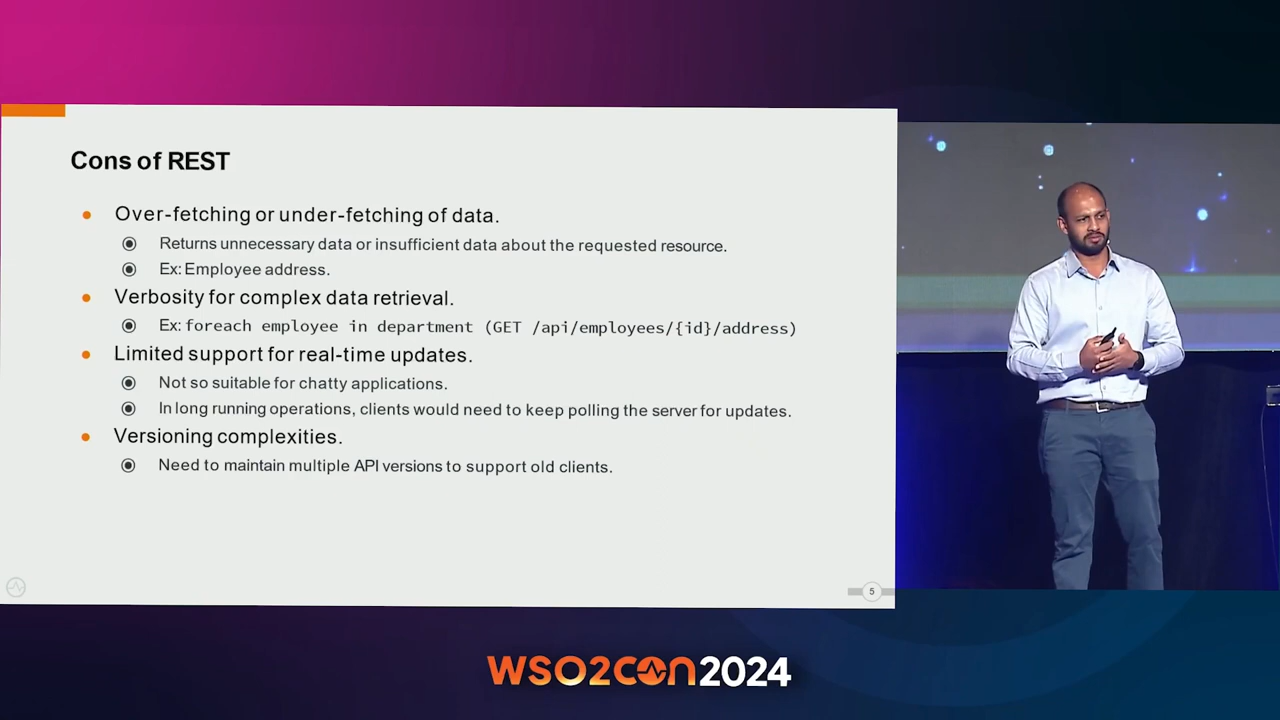 Cons of REST
Over-fetching or under-fetching of data.
Returns unnecessary data or insufficient data about the requested resource.
Ex: Employee address.
Verbosity for complex data retrieval.
Ex: foreach employee in department (GET /api/employees/{id}/address)
Limited support for real-time updates.
Not so suitable for chatty applications.
In long running operations, clients would need to keep polling the server for updates.
Versioning complexities.
Need to maintain multiple API versions to support old clients.
5
WSO2CON2024